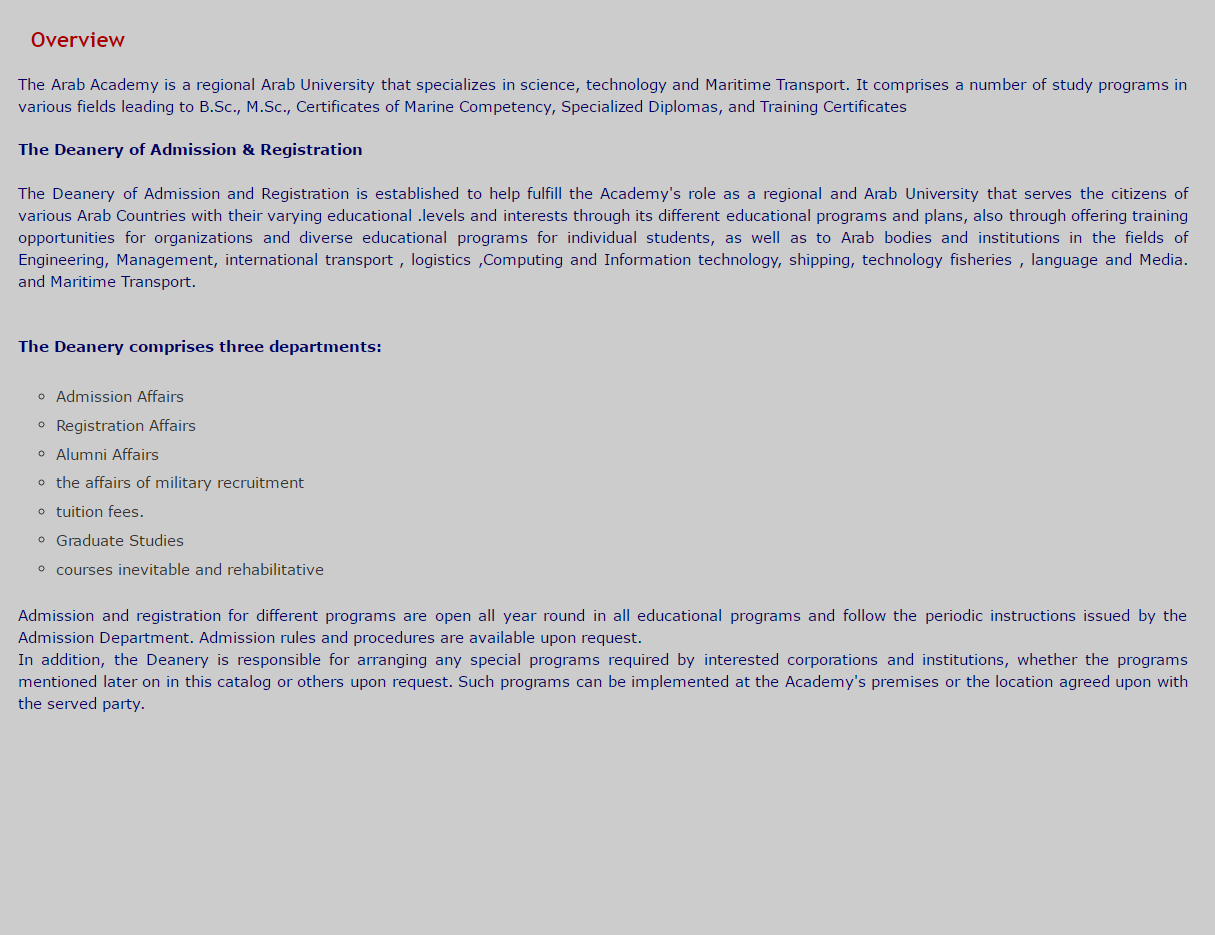 Overview
The Arab Academy is a regional Arab University that specializes in science, technology and Maritime Transport. It comprises a number of study programs in
various fields leading to B.Sc., M.Sc., Certificates of Marine Competency, Specialized Diplomas, and Training Certificates
The Deanery of Admission & Registration
The Deanery of Admission and Registration is established to help fulfill the Academy's role as a regional and Arab University that serves the citizens of
various Arab Countries with their varying educational .levels and interests through its different educational programs and plans, also through offering training
opportunities for organizations and diverse educational programs for individual students, as well as to Arab bodies and institutions in the fields of
Engineering, Management, international transport , logistics ,Computing and Information technology, shipping, technology fisheries , language and Media.
and Maritime Transport.
The Deanery comprises three departments:
Admission Affairs
Registration Affairs
Alumni Affairs
the affairs of military recruitment
tuition fees.
Graduate Studies
courses inevitable and rehabilitative
Admission and registration for different programs are open all year round in all educational programs and follow the periodic instructions issued by the
Admission Department. Admission rules and procedures are available upon request.
In addition, the Deanery is responsible for arranging any special programs required by interested corporations and institutions, whether the programs
mentioned later on in this catalog or others upon request. Such programs can be implemented at the Academy's premises or the location agreed upon with
the served party.